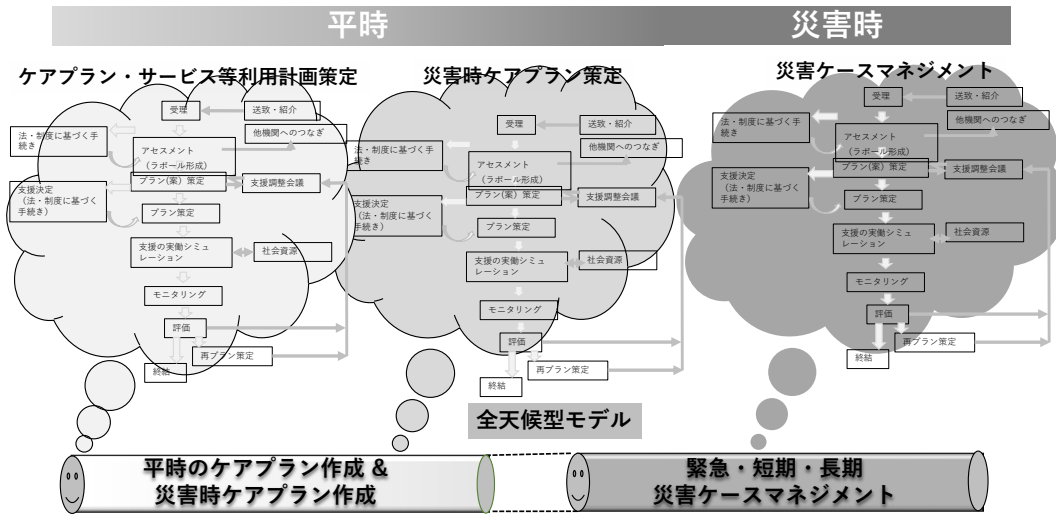 平時
災害時
ケアプラン・サービス等利用計画策定
受理
送致・紹介
他機関へのつなぎ
法・制度に基づく手
続き
アセスメント
（ラポール形成）
プラン(案）策定
支援調整会議
支援決定
（法・制度に基づく
手続き）
プラン策定
支援の実働シミュ
レーション
社会資源
モニタリング
評価
再プラン策定
終結
災害時ケアプラン策定
受理
送致・紹介
他機関へのつなぎ
法・制度に基づく手
続き
アセスメント
（ラポール形成）
プラン(案）策定
支援調整会議
支援決定
（法・制度に基づく
手続き）
プラン策定
支援の実働シミュ
レーション
社会資源
モニタリング
評価
再プラン策定
終結
災害ケースマネジメント
受理
送致・紹介
他機関へのつなぎ
法・制度に基づく手
続き
アセスメント
（ラポール形成）
プラン(案）策定
支援調整会議
支援決定
（法・制度に基づく
手続き）
プラン策定
支援の実働シミュ
レーション
社会資源
モニタリング
評価
再プラン策定
終結
全天候型モデル
平時のケアプラン作成 &
災害時ケアプラン作成
緊急・短期・長期
災害ケースマネジメント